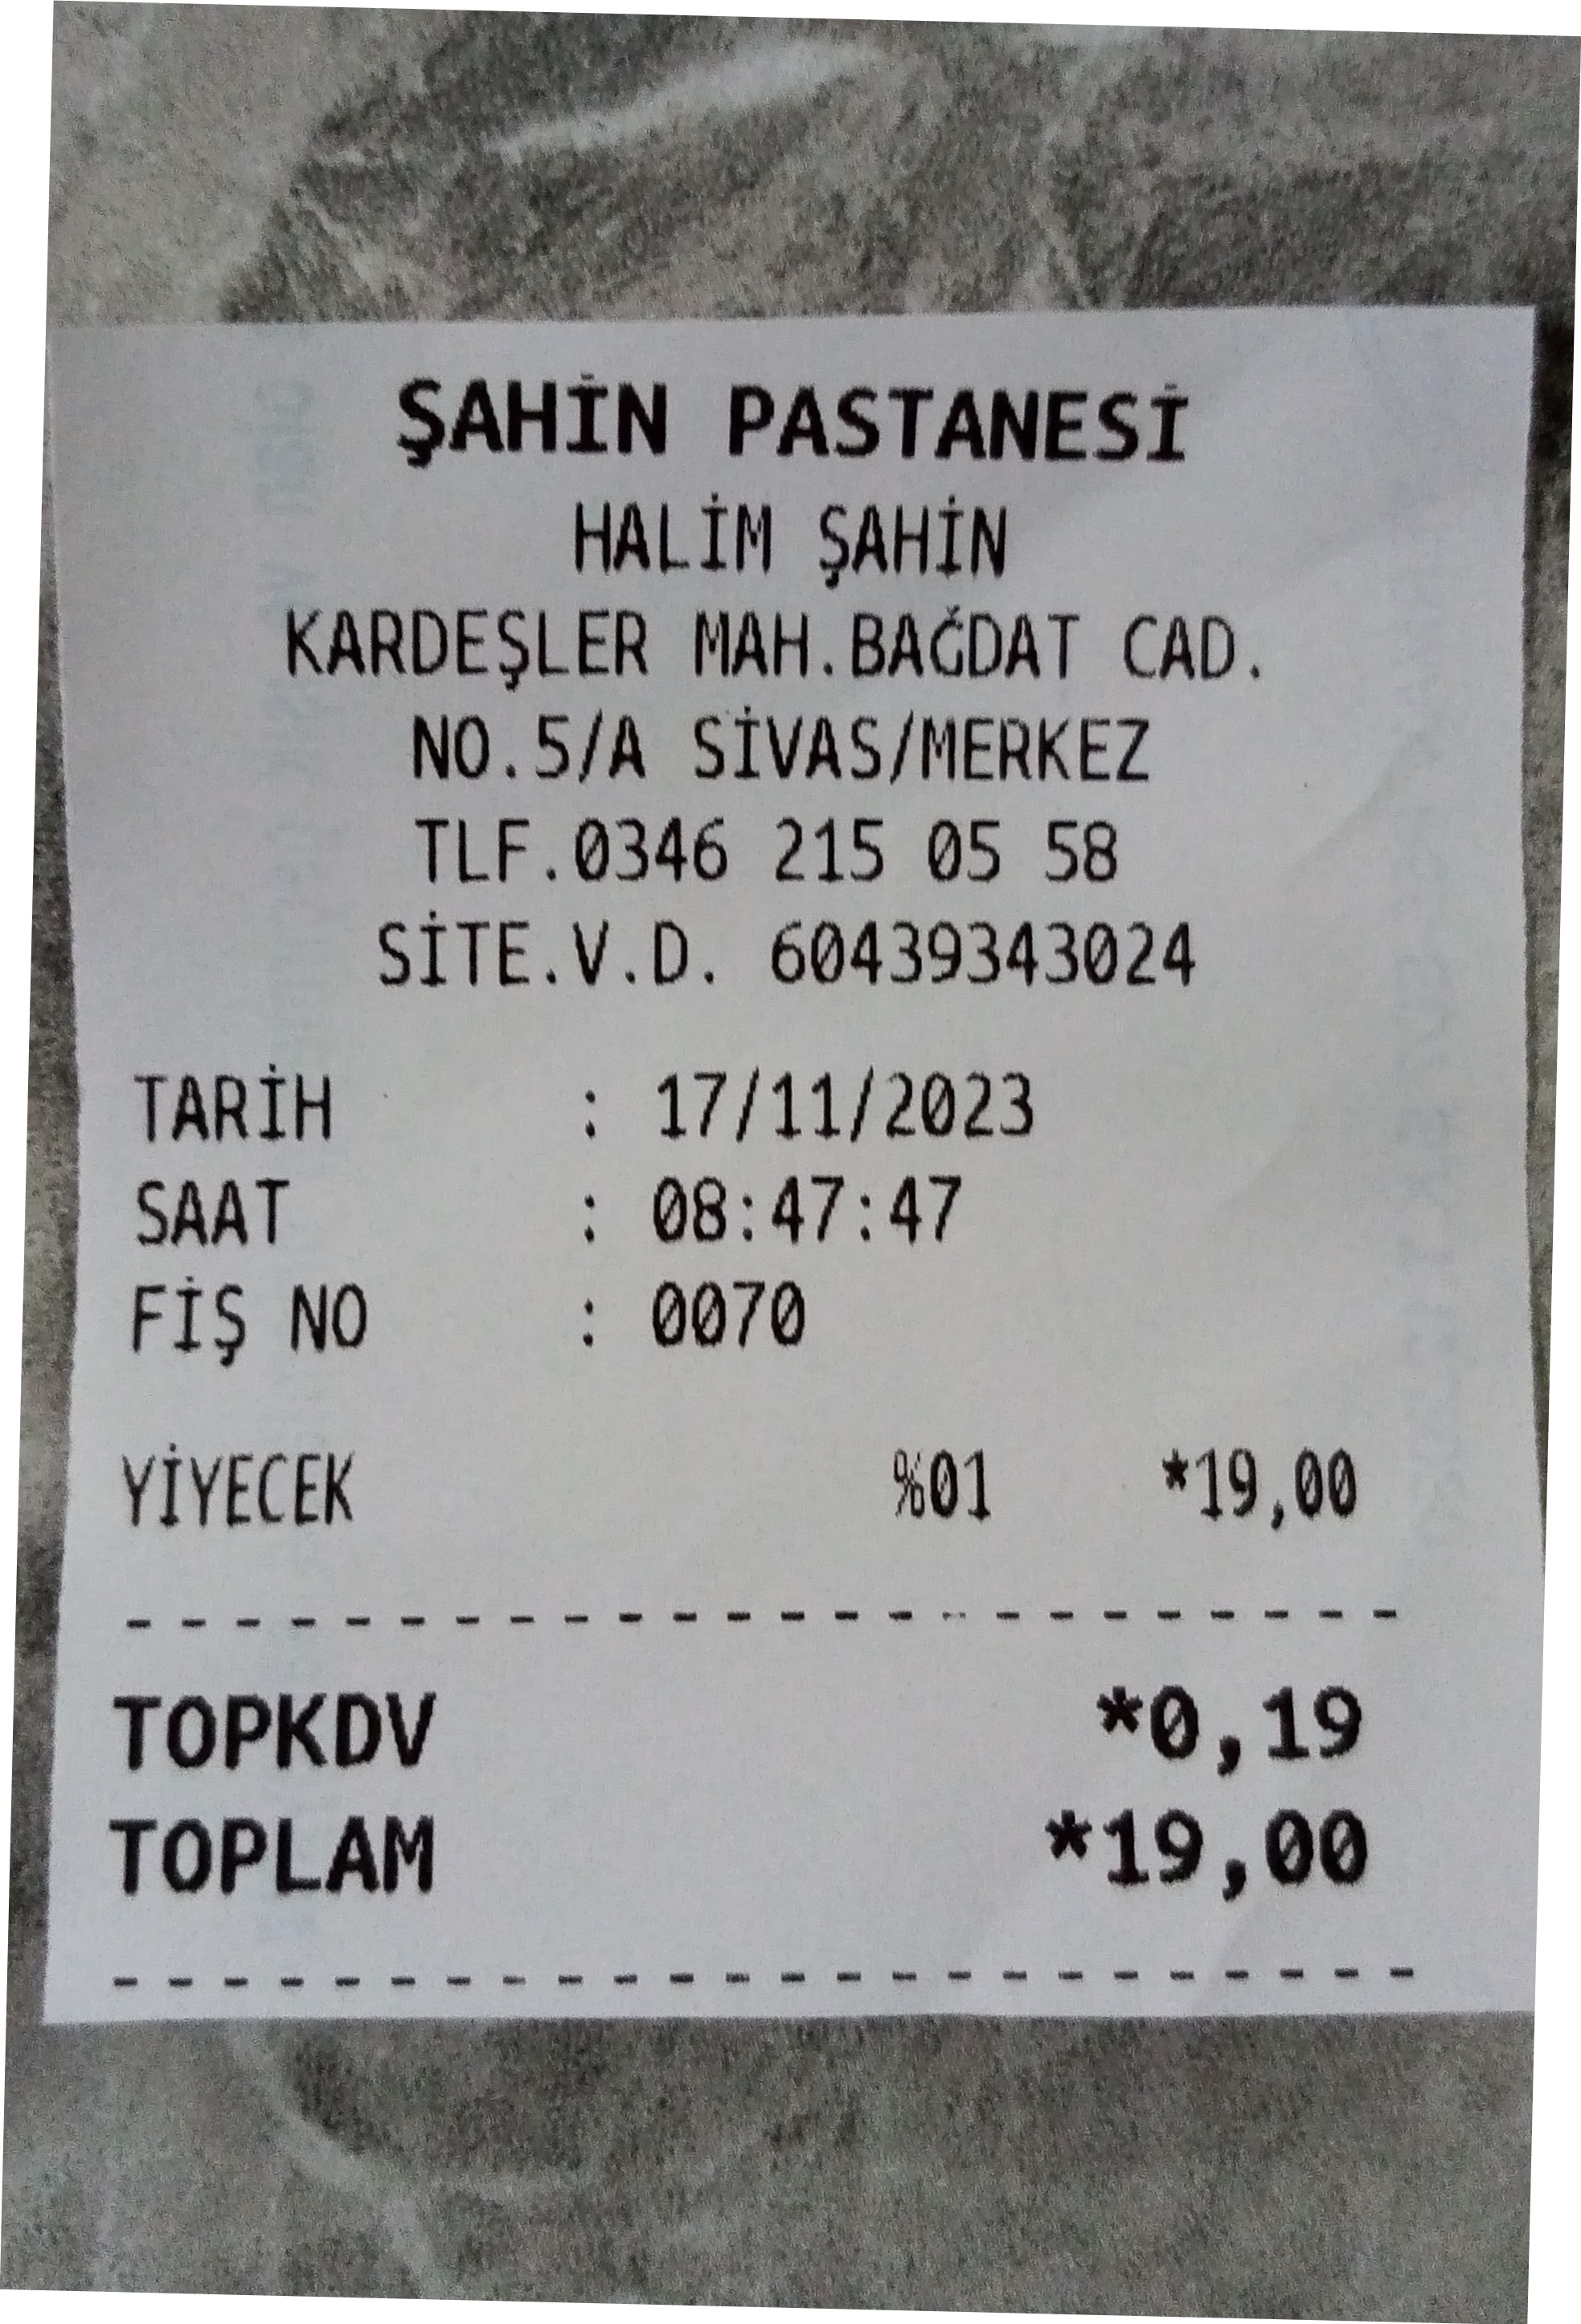 ŞAHİN PASTANESİ
HALİM ŞAHİN
KARDEŞLER MAH.BAĞDAT CAD.
NO.5/A SİVAS/MERKEZ
TLF.0346 215 05 58
SİTE.V.D. 60439343024
TARİH : 17/11/2023
SAAT : 08:47:47
FİŞ NO : 0070
YİYECEK %01 *19,00
TOPKDV *0,19
TOPLAM *19,00